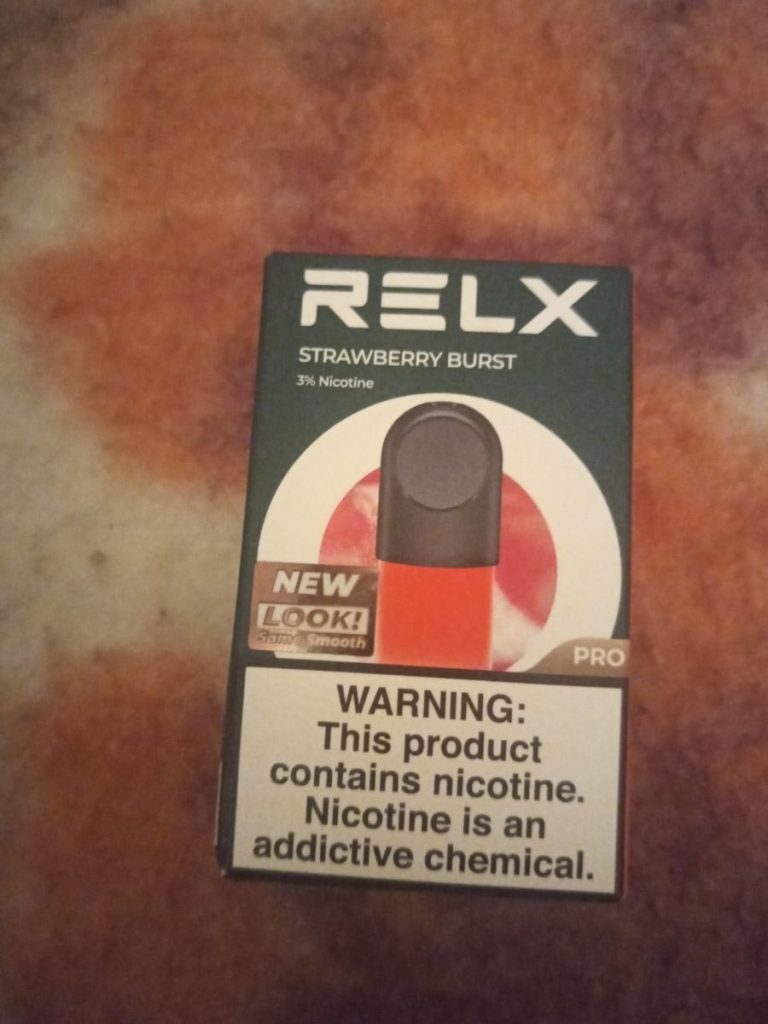 RELX
STRAWBERRY BURST
3% Nicotine
NEW
LOOK!
Same Smooth
PRO
WARNING:
This product
contains nicotine.
Nicotine is an
addictive chemical.